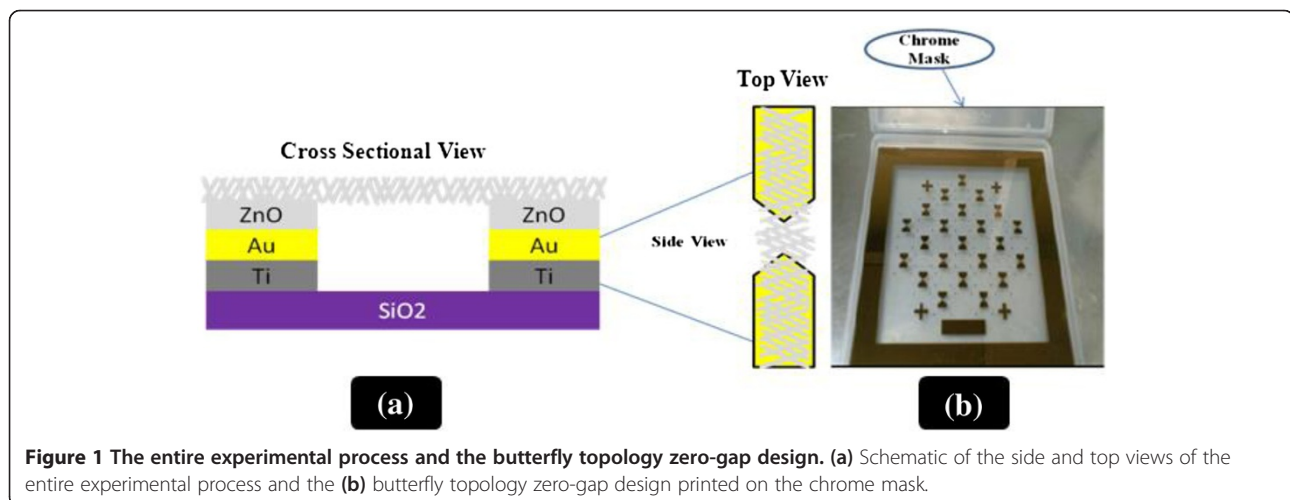 Chrome
Mask
Top View
Cross Sectional View
ZnO
ZnO
Au
Au
Side View
Ti
Ti
SiO2
(a)
(b)
Figure 1 The entire experimental process and the butterfly topology zero-gap design. (a) Schematic of the side and top views of the
entire experimental process and the (b) butterfly topology zero-gap design printed on the chrome mask.